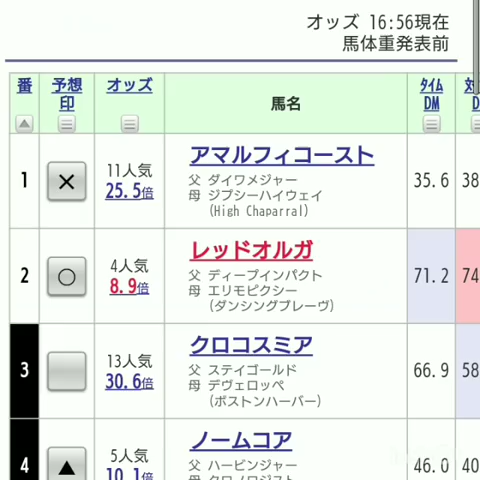 オッズ 16:56現在
馬体重発表前
番 予想印 オッズ 馬名 ﾀｲﾑDM
1 × 11人気 25.5倍 アマルフィコースト 35.6 38
父 ダイワメジャー
母 ジプシーハイウェイ
(High Chaparral)
2 ○ 4人気 8.9倍 レッドオルガ 71.2 74
父 ディープインパクト
母 エリモピクシー
(ダンシングブレーヴ)
3 13人気 30.6倍 クロコスミア 66.9 58
父 ステイゴールド
母 デヴェロッペ
(ボストンハーバー)
4 ▲ 5人気 10.1倍 ノームコア 46.0 40
父 ハービンジャー